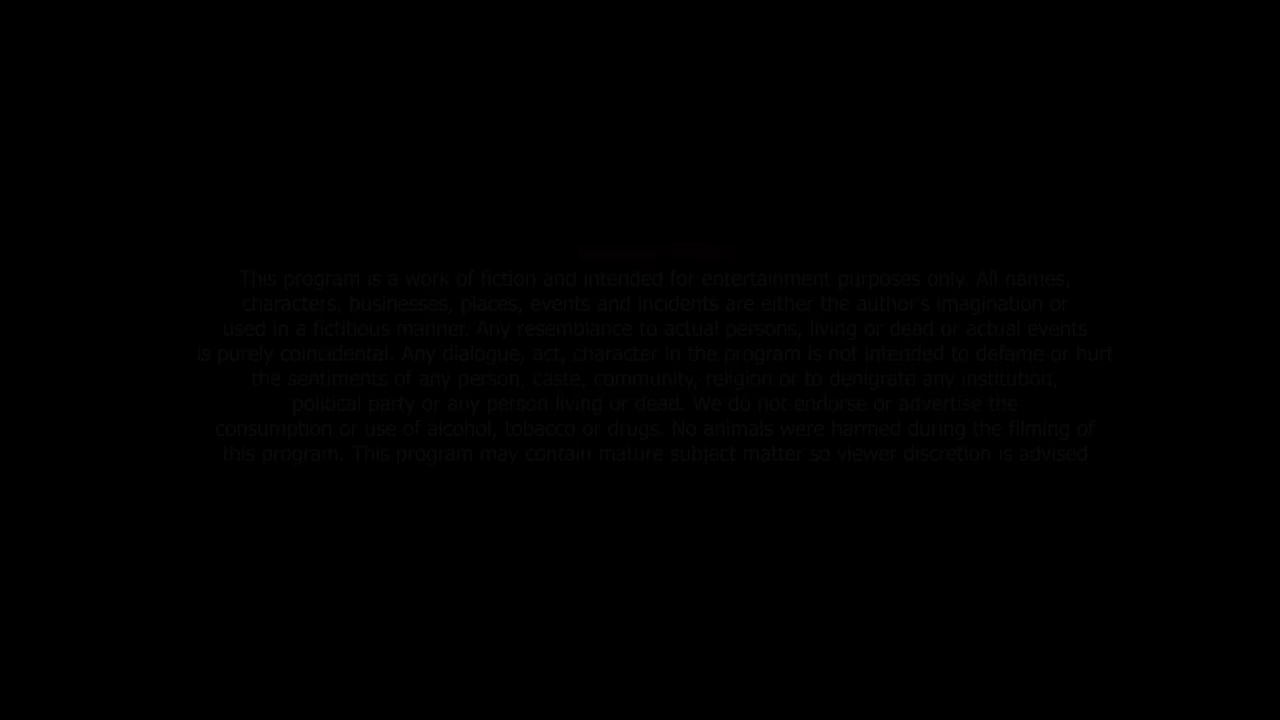 This program is a work of fiction and intended for entertainment purposes only. All names,
characters, businesses, places, events and incidents are either the author's imagination or
used in a fictitious manner. Any resemblance to actual persons, living or dead or actual events
is purely coincidental. Any dialogue, act, character in the program is not intended to defame or hurt
the sentiments of any person, caste, community, religion or to denigrate any institution,
political party or any person living or dead. We do not endorse or advertise the
consumption or use of alcohol, tobacco or drugs. No animals were harmed during the filming of
this program. This program may contain mature subject matter so viewer discretion is advised